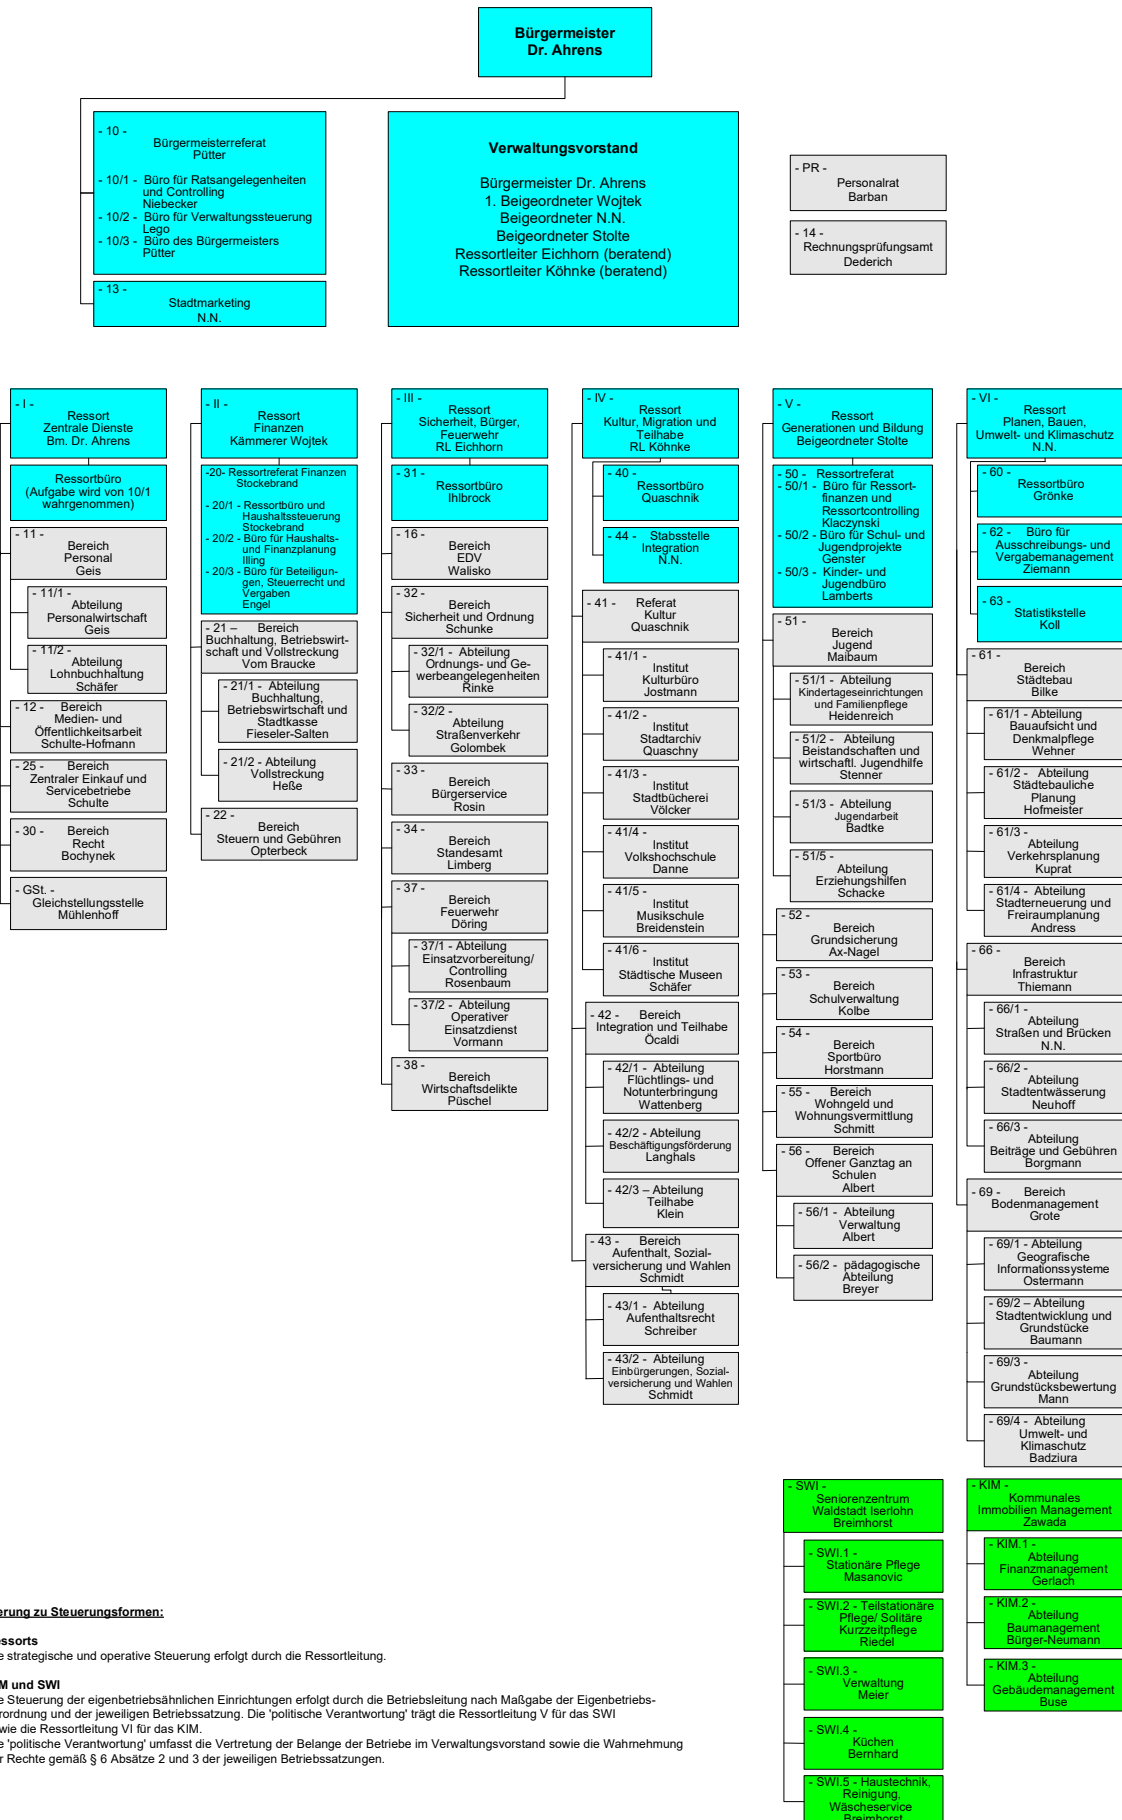 Bürgermeister
Dr. Ahrens
- 10 -
Bürgermeisterreferat
Pütter
- 10/1 - Büro für Ratsangelegenheiten
und Controlling
Niebecker
- 10/2 - Büro für Verwaltungssteuerung
Lego
- 10/3 - Büro des Bürgermeisters
Pütter
- 13 -
Stadtmarketing
N.N.
Verwaltungsvorstand
Bürgermeister Dr. Ahrens
1. Beigeordneter Wojtek
Beigeordneter N.N.
Beigeordneter Stolte
Ressortleiter Eichhorn (beratend)
Ressortleiter Köhnke (beratend)
- PR -
Personalrat
Barban
- 14 -
Rechnungsprüfungsamt
Dederich
- I -
Ressort
Zentrale Dienste
Bm. Dr. Ahrens
Ressortbüro
(Aufgabe wird von 10/1
wahrgenommen)
- 11 -
Bereich
Personal
Geis
- 11/1 -
Abteilung
Personalwirtschaft
Geis
- 11/2 -
Abteilung
Lohnbuchhaltung
Schäfer
- 12 - Bereich
Medien- und
Öffentlichkeitsarbeit
Schulte-Hofmann
- 25 - Bereich
Zentraler Einkauf und
Servicebetriebe
Schulte
- 30 - Bereich
Recht
Bochynek
- GSt. -
Gleichstellungsstelle
Mühlenhoff
- II -
Ressort
Finanzen
Kämmerer Wojtek
-20- Ressortreferat Finanzen
Stockebrand
- 20/1 - Ressortbüro und
Haushaltssteuerung
Stockebrand
- 20/2 - Büro für Haushalts-
und Finanzplanung
Illing
- 20/3 - Büro für Beteiligun-
gen, Steuerrecht und
Vergaben
Engel
- 21 – Bereich
Buchhaltung, Betriebswirt-
schaft und Vollstreckung
Vom Braucke
- 21/1 - Abteilung
Buchhaltung,
Betriebswirtschaft und
Stadtkasse
Fieseler-Salten
- 21/2 - Abteilung
Vollstreckung
Heße
- 22 -
Bereich
Steuern und Gebühren
Opterbeck
- III -
Ressort
Sicherheit, Bürger,
Feuerwehr
RL Eichhorn
- 31 -
Ressortbüro
Ihlbrock
- 16 -
Bereich
EDV
Walisko
- 32 -
Bereich
Sicherheit und Ordnung
Schunke
- 32/1 - Abteilung
Ordnungs- und Ge-
werbeangelegenheiten
Rinke
- 32/2 -
Abteilung
Straßenverkehr
Golombek
- 33 -
Bereich
Bürgerservice
Rosin
- 34 -
Bereich
Standesamt
Limberg
- 37 -
Bereich
Feuerwehr
Döring
- 37/1 - Abteilung
Einsatzvorbereitung/
Controlling
Rosenbaum
- 37/2 - Abteilung
Operativer
Einsatzdienst
Vormann
- 38 -
Bereich
Wirtschaftsdelikte
Püschel
- IV -
Ressort
Kultur, Migration und
Teilhabe
RL Köhnke
- 40 -
Ressortbüro
Quaschnik
- 44 - Stabsstelle
Integration
N.N.
- 41 - Referat
Kultur
Quaschnik
- 41/1 -
Institut
Kulturbüro
Jostmann
- 41/2 -
Institut
Stadtarchiv
Quaschny
- 41/3 -
Institut
Stadtbücherei
Völcker
- 41/4 -
Institut
Volkshochschule
Danne
- 41/5 -
Institut
Musikschule
Breidenstein
- 41/6 -
Institut
Städtische Museen
Schäfer
- 42 - Bereich
Integration und Teilhabe
Öcaldi
- 42/1 - Abteilung
Flüchtlings- und
Notunterbringung
Wattenberg
- 42/2 - Abteilung
Beschäftigungsförderung
Langhals
- 42/3 – Abteilung
Teilhabe
Klein
- 43 - Bereich
Aufenthalt, Sozial-
versicherung und Wahlen
Schmidt
- 43/1 - Abteilung
Aufenthaltsrecht
Schreiber
- 43/2 - Abteilung
Einbürgerungen, Sozial-
versicherung und Wahlen
Schmidt
- V -
Ressort
Generationen und Bildung
Beigeordneter Stolte
- 50 - Ressortreferat
- 50/1 - Büro für Ressort-
finanzen und
Ressortcontrolling
Klaczynski
- 50/2 - Büro für Schul- und
Jugendprojekte
Genster
- 50/3 - Kinder- und
Jugendbüro
Lamberts
- 51 -
Bereich
Jugend
Maibaum
- 51/1 - Abteilung
Kindertageseinrichtungen
und Familienpflege
Heidenreich
- 51/2 - Abteilung
Beistandschaften und
wirtschaftl. Jugendhilfe
Stenner
- 51/3 - Abteilung
Jugendarbeit
Badtke
- 51/5 -
Abteilung
Erziehungshilfen
Schacke
- 52 -
Bereich
Grundsicherung
Ax-Nagel
- 53 -
Bereich
Schulverwaltung
Kolbe
- 54 -
Bereich
Sportbüro
Horstmann
- 55 - Bereich
Wohngeld und
Wohnungsvermittlung
Schmitt
- 56 - Bereich
Offener Ganztag an
Schulen
Albert
- 56/1 - Abteilung
Verwaltung
Albert
- 56/2 - pädagogische
Abteilung
Breyer
- VI -
Ressort
Planen, Bauen,
Umwelt- und Klimaschutz
N.N.
- 60 -
Ressortbüro
Grönke
- 62 - Büro für
Ausschreibungs- und
Vergabemanagement
Ziemann
- 63 -
Statistikstelle
Koll
- 61 -
Bereich
Städtebau
Bilke
- 61/1 - Abteilung
Bauaufsicht und
Denkmalpflege
Wehner
- 61/2 - Abteilung
Städtebauliche
Planung
Hofmeister
- 61/3 -
Abteilung
Verkehrsplanung
Kuprat
- 61/4 - Abteilung
Stadterneuerung und
Freiraumplanung
Andress
- 66 -
Bereich
Infrastruktur
Thiemann
- 66/1 -
Abteilung
Straßen und Brücken
N.N.
- 66/2 -
Abteilung
Stadtentwässerung
Neuhoff
- 66/3 -
Abteilung
Beiträge und Gebühren
Borgmann
- 69 - Bereich
Bodenmanagement
Grote
- 69/1 - Abteilung
Geografische
Informationssysteme
Ostermann
- 69/2 – Abteilung
Stadtentwicklung und
Grundstücke
Baumann
- 69/3 -
Abteilung
Grundstücksbewertung
Mann
- 69/4 - Abteilung
Umwelt- und
Klimaschutz
Badziura
- SWI -
Seniorenzentrum
Waldstadt Iserlohn
Breimhorst
- SWI.1 -
Stationäre Pflege
Masanovic
- SWI.2 - Teilstationäre
Pflege/ Solitäre
Kurzzeitpflege
Riedel
- SWI.3 -
Verwaltung
Meier
- SWI.4 -
Küchen
Bernhard
- SWI.5 - Haustechnik,
Reinigung,
Wäscheservice
Breimhorst
- KIM -
Kommunales
Immobilien Management
Zawada
- KIM.1 -
Abteilung
Finanzmanagement
Gerlach
- KIM.2 -
Abteilung
Baumanagement
Bürger-Neumann
- KIM.3 -
Abteilung
Gebäudemanagement
Buse
erung zu Steuerungsformen:
essorts
e strategische und operative Steuerung erfolgt durch die Ressortleitung.
M und SWI
e Steuerung der eigenbetriebsähnlichen Einrichtungen erfolgt durch die Betriebsleitung nach Maßgabe der Eigenbetriebs-
rordnung und der jeweiligen Betriebssatzung. Die 'politische Verantwortung' trägt die Ressortleitung V für das SWI
wie die Ressortleitung VI für das KIM.
e 'politische Verantwortung' umfasst die Vertretung der Belange der Betriebe im Verwaltungsvorstand sowie die Wahrnehmung
r Rechte gemäß § 6 Absätze 2 und 3 der jeweiligen Betriebssatzungen.